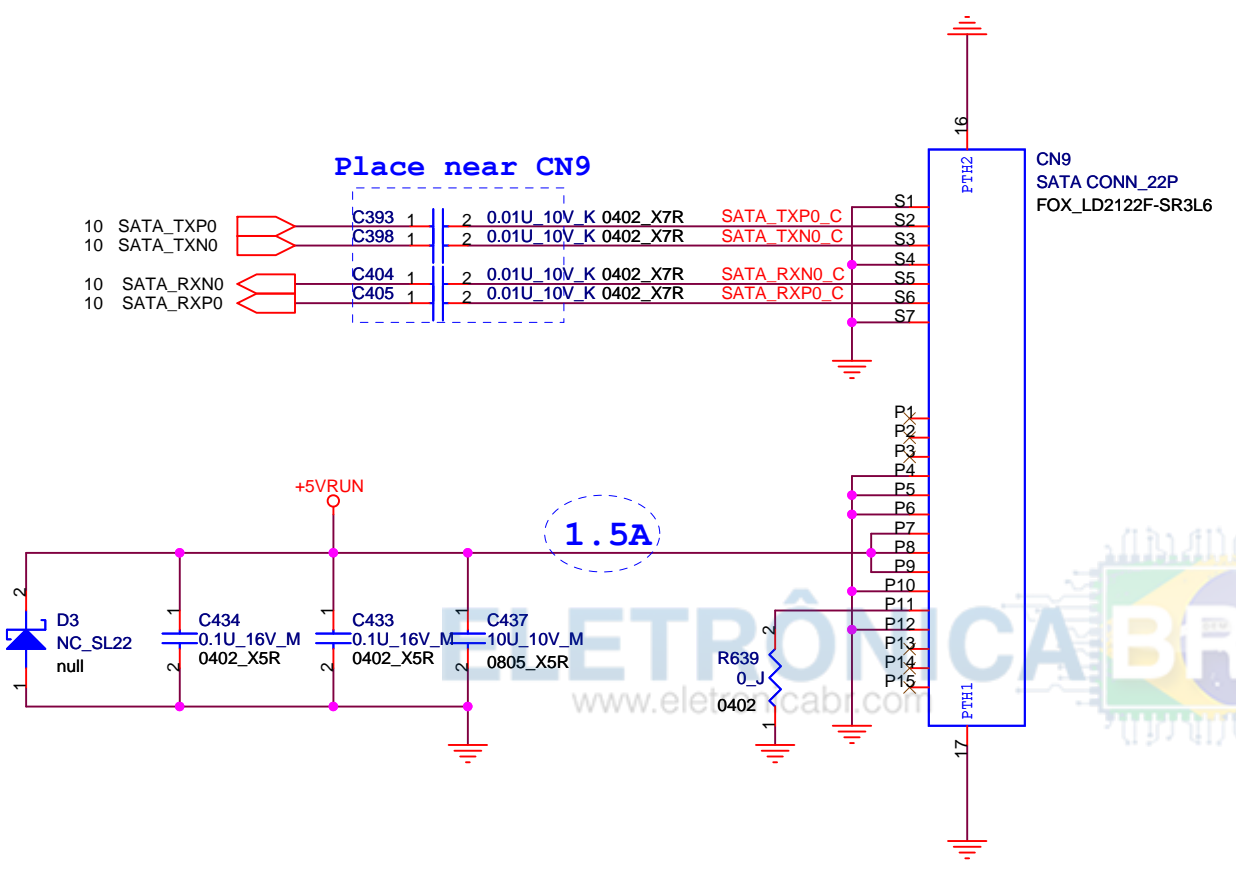 16
PTH2
CN9
SATA CONN_22P
FOX_LD2122F-SR3L6
Place near CN9
10 SATA_TXP0 C393 1 2 0.01U_10V_K 0402_X7R SATA_TXP0_C
10 SATA_TXN0 C398 1 2 0.01U_10V_K 0402_X7R SATA_TXN0_C
10 SATA_RXN0 C404 1 2 0.01U_10V_K 0402_X7R SATA_RXN0_C
10 SATA_RXP0 C405 1 2 0.01U_10V_K 0402_X7R SATA_RXP0_C
S1
S2
S3
S4
S5
S6
S7
P1
P2
P3
P4
P5
P6
P7
P8
P9
P10
P11
P12
P13
P14
P15
+5VRUN
1.5A
2
D3
NC_SL22
null
1
1
C434
0.1U_16V_M
0402_X5R
2
1
C433
0.1U_16V_M
0402_X5R
2
1
C437
10U_10V_M
0805_X5R
2
2
R639
0_J
0402
1
PTH1
17
ELETRÔNICA BR
www.eletronicabr.com